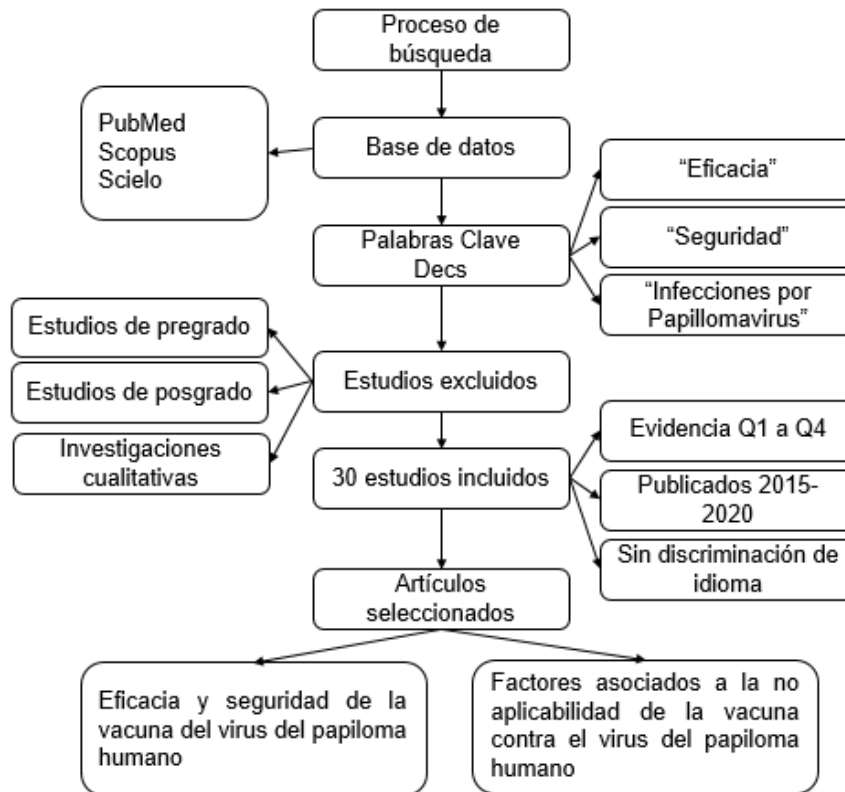 Proceso de
búsqueda
PubMed
Scopus
Scielo
Base de datos
“Eficacia”
Palabras Clave
Decs
“Seguridad”
“Infecciones por
Papillomavirus”
Estudios de pregrado
Estudios excluidos
Estudios de posgrado
Investigaciones
cualitativas
30 estudios incluidos
Evidencia Q1 a Q4
Publicados 2015-
2020
Sin discriminación de
idioma
Artículos
seleccionados
Eficacia y seguridad de la
vacuna del virus del papiloma
humano
Factores asociados a la no
aplicabilidad de la vacuna
contra el virus del papiloma
humano